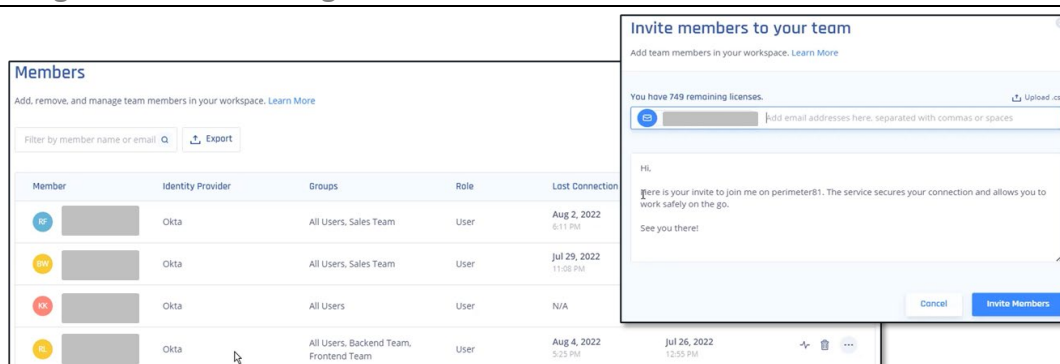 Members
Add, remove, and manage team members in your workspace. Learn More
Filter by member name or email
Export
Member Identity Provider Groups Role Last Connection
RF Okta All Users, Sales Team User Aug 2, 2022
6:11 PM
BW Okta All Users, Sales Team User Jul 29, 2022
11:08 PM
KK Okta All Users User N/A
RL Okta All Users, Backend Team, User Aug 4, 2022 Jul 26, 2022
Frontend Team 5:25 PM 12:55 PM
Invite members to your team
Add team members in your workspace. Learn More
You have 749 remaining licenses. Upload .cs
Add email addresses here, separated with commas or spaces
Hi,
Here is your invite to join me on perimeter81. The service secures your connection and allows you to
work safely on the go.
See you there!
Cancel Invite Members